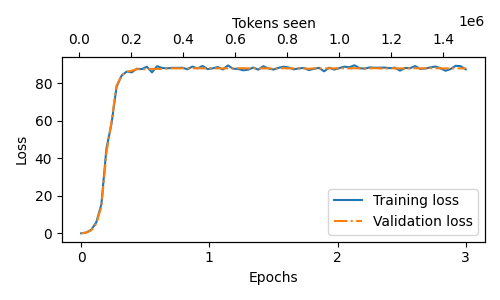 Tokens seen
0.0 0.2 0.4 0.6 0.8 1.0 1.2 1.4 1e6
80
60
40
20
0
Loss
Training loss
Validation loss
0 1 2 3
Epochs